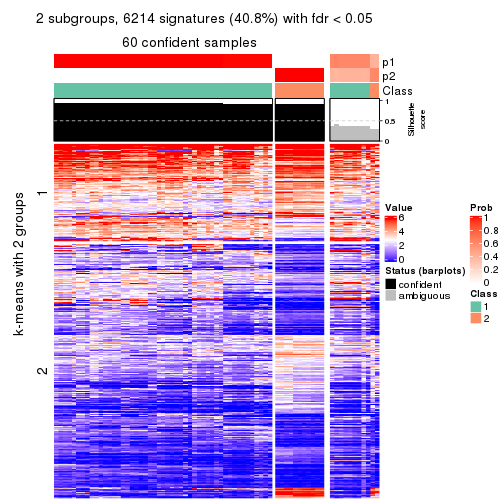 2 subgroups, 6214 signatures (40.8%) with fdr < 0.05
60 confident samples
p1
p2
Class
1
0.5
0
Silhouette
score
k-means with 2 groups
1
2
Value
6
4
2
0
Status (barplots)
confident
ambiguous
Prob
1
0.8
0.6
0.4
0.2
0
Class
1
2